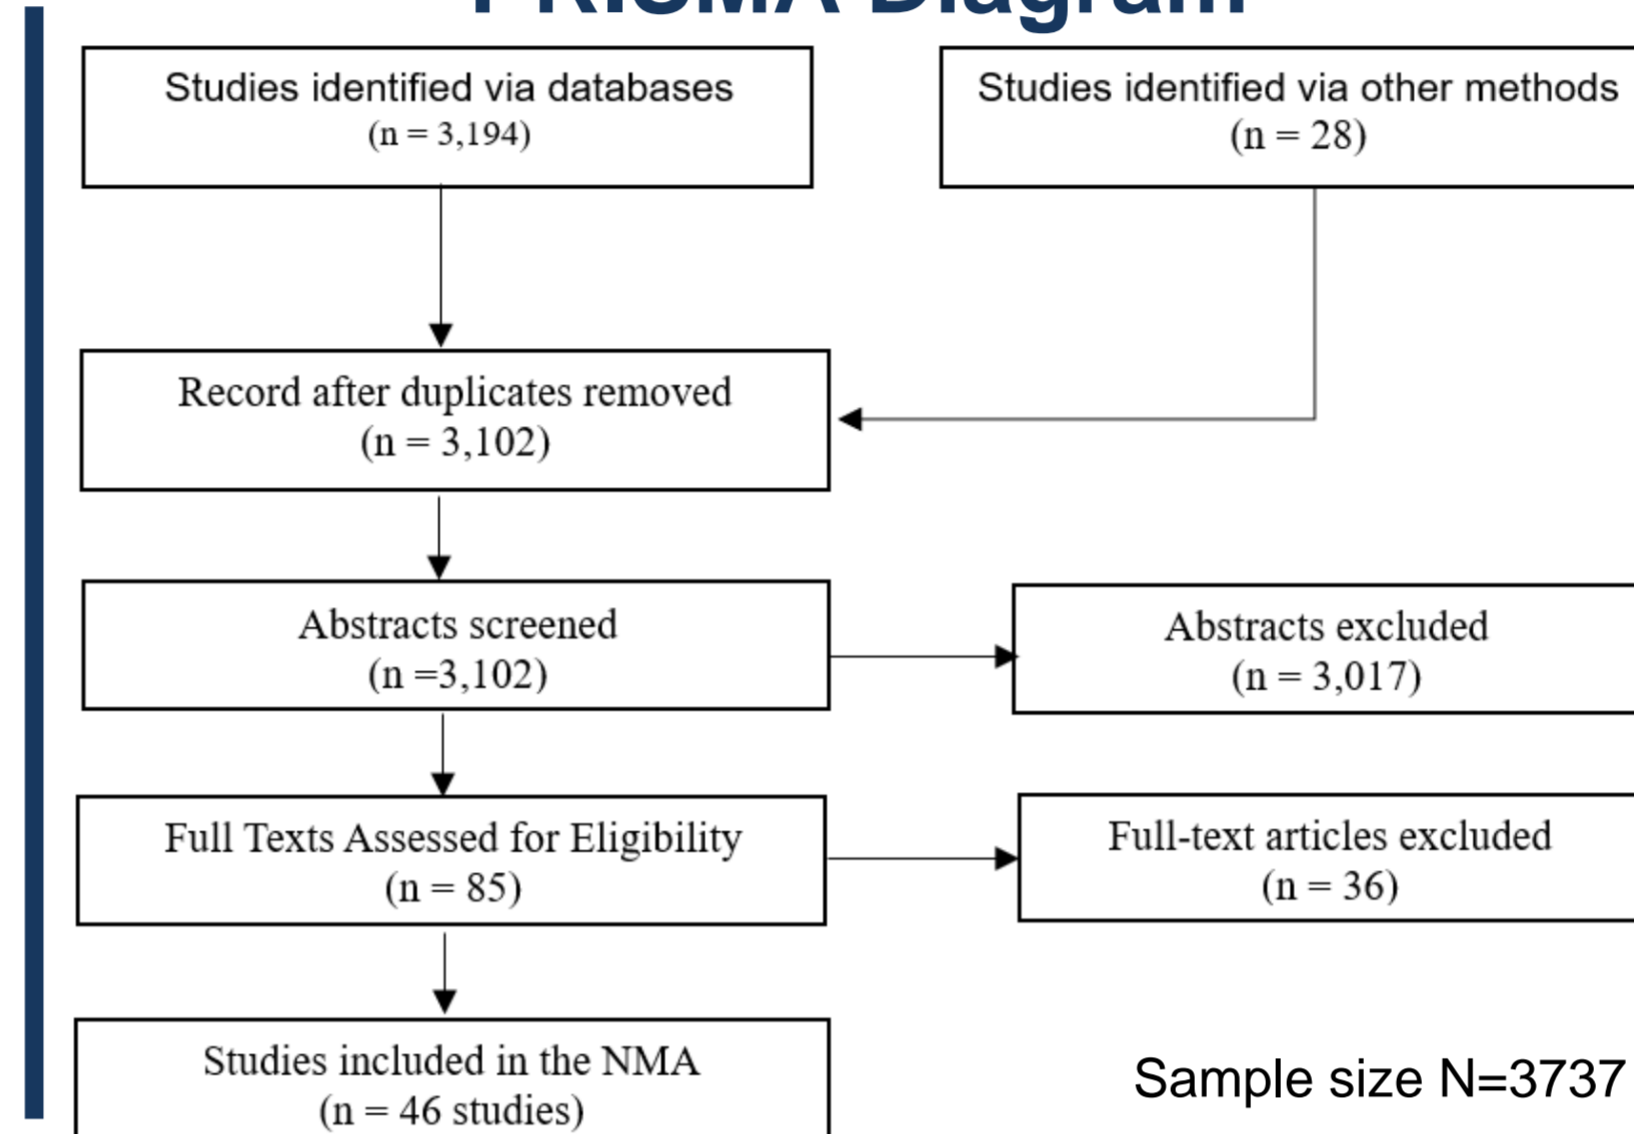 PRISMA Diagram
Studies identified via databases
(n = 3,194)
Studies identified via other methods
(n = 28)
Record after duplicates removed
(n = 3,102)
Abstracts screened
(n =3,102)
Abstracts excluded
(n = 3,017)
Full Texts Assessed for Eligibility
(n = 85)
Full-text articles excluded
(n = 36)
Studies included in the NMA
(n = 46 studies)
Sample size N=3737